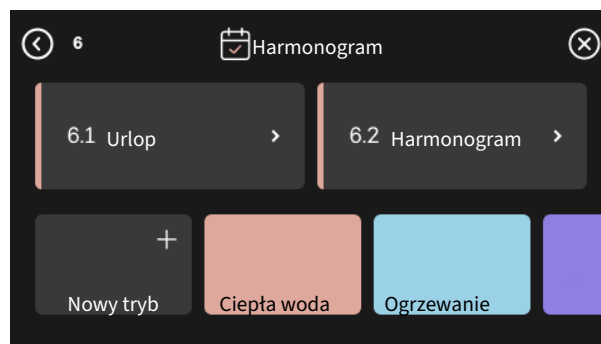 6 Harmonogram
6.1 Urlop
6.2 Harmonogram
Nowy tryb
Ciepła woda
Ogrzewanie